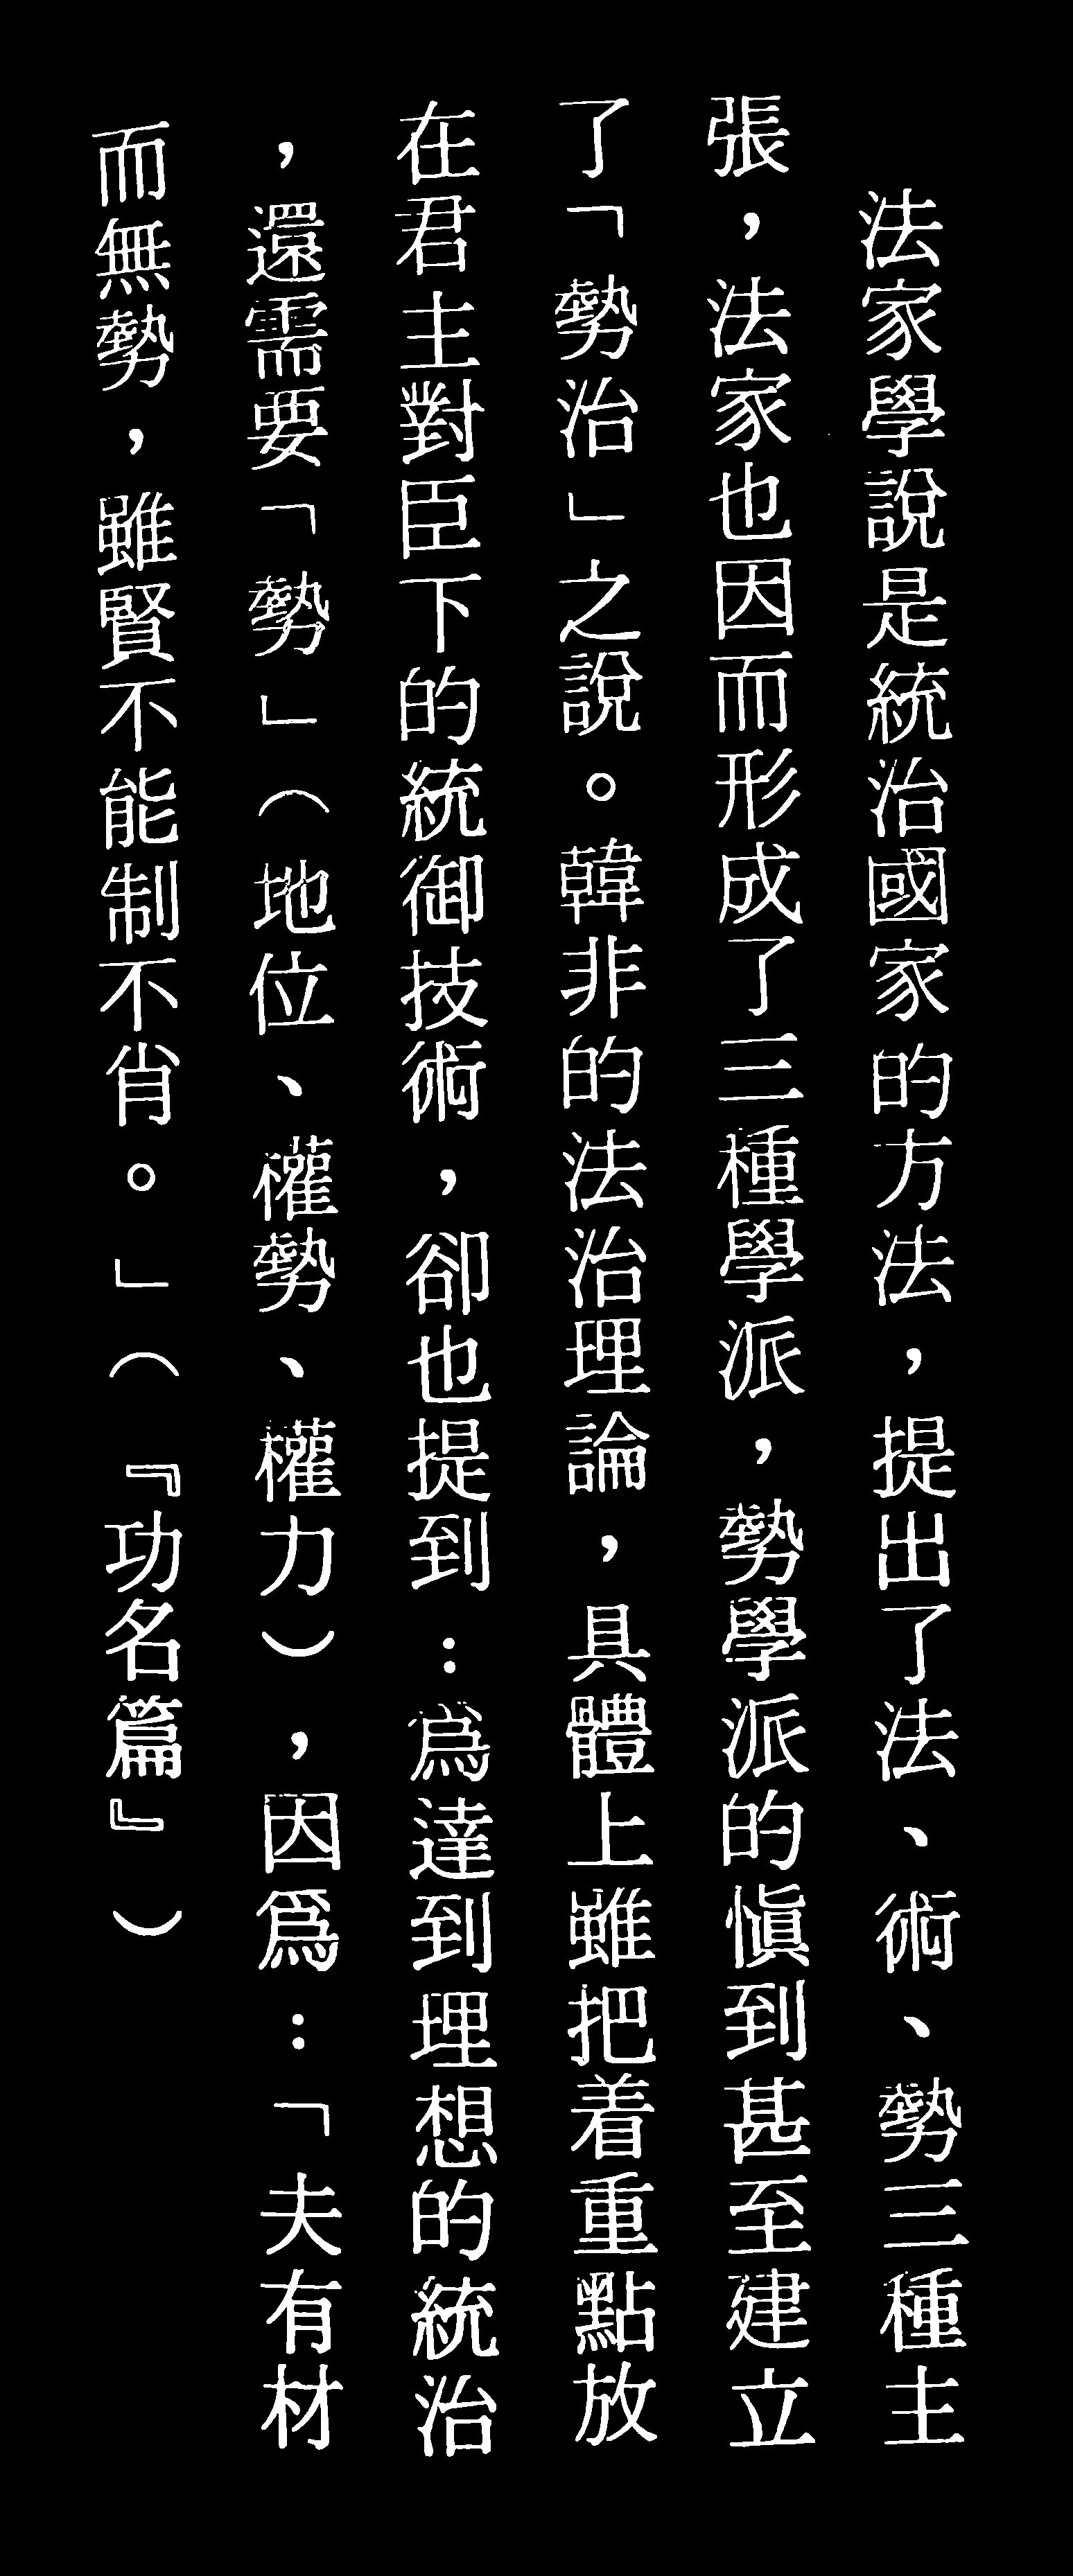 法家學說是統治國家的方法，提出了法、術、勢三種主
張，法家也因而形成了三種學派，勢學派的愼到甚至建立
了「勢治」之說。韓非的法治理論，具體上雖把着重點放
在君主對臣下的統御技術，卻也提到：爲達到理想的統治
，還需要「勢」（地位、權勢、權力），因爲：「夫有材
而無勢，雖賢不能制不肖。」（『功名篇』）